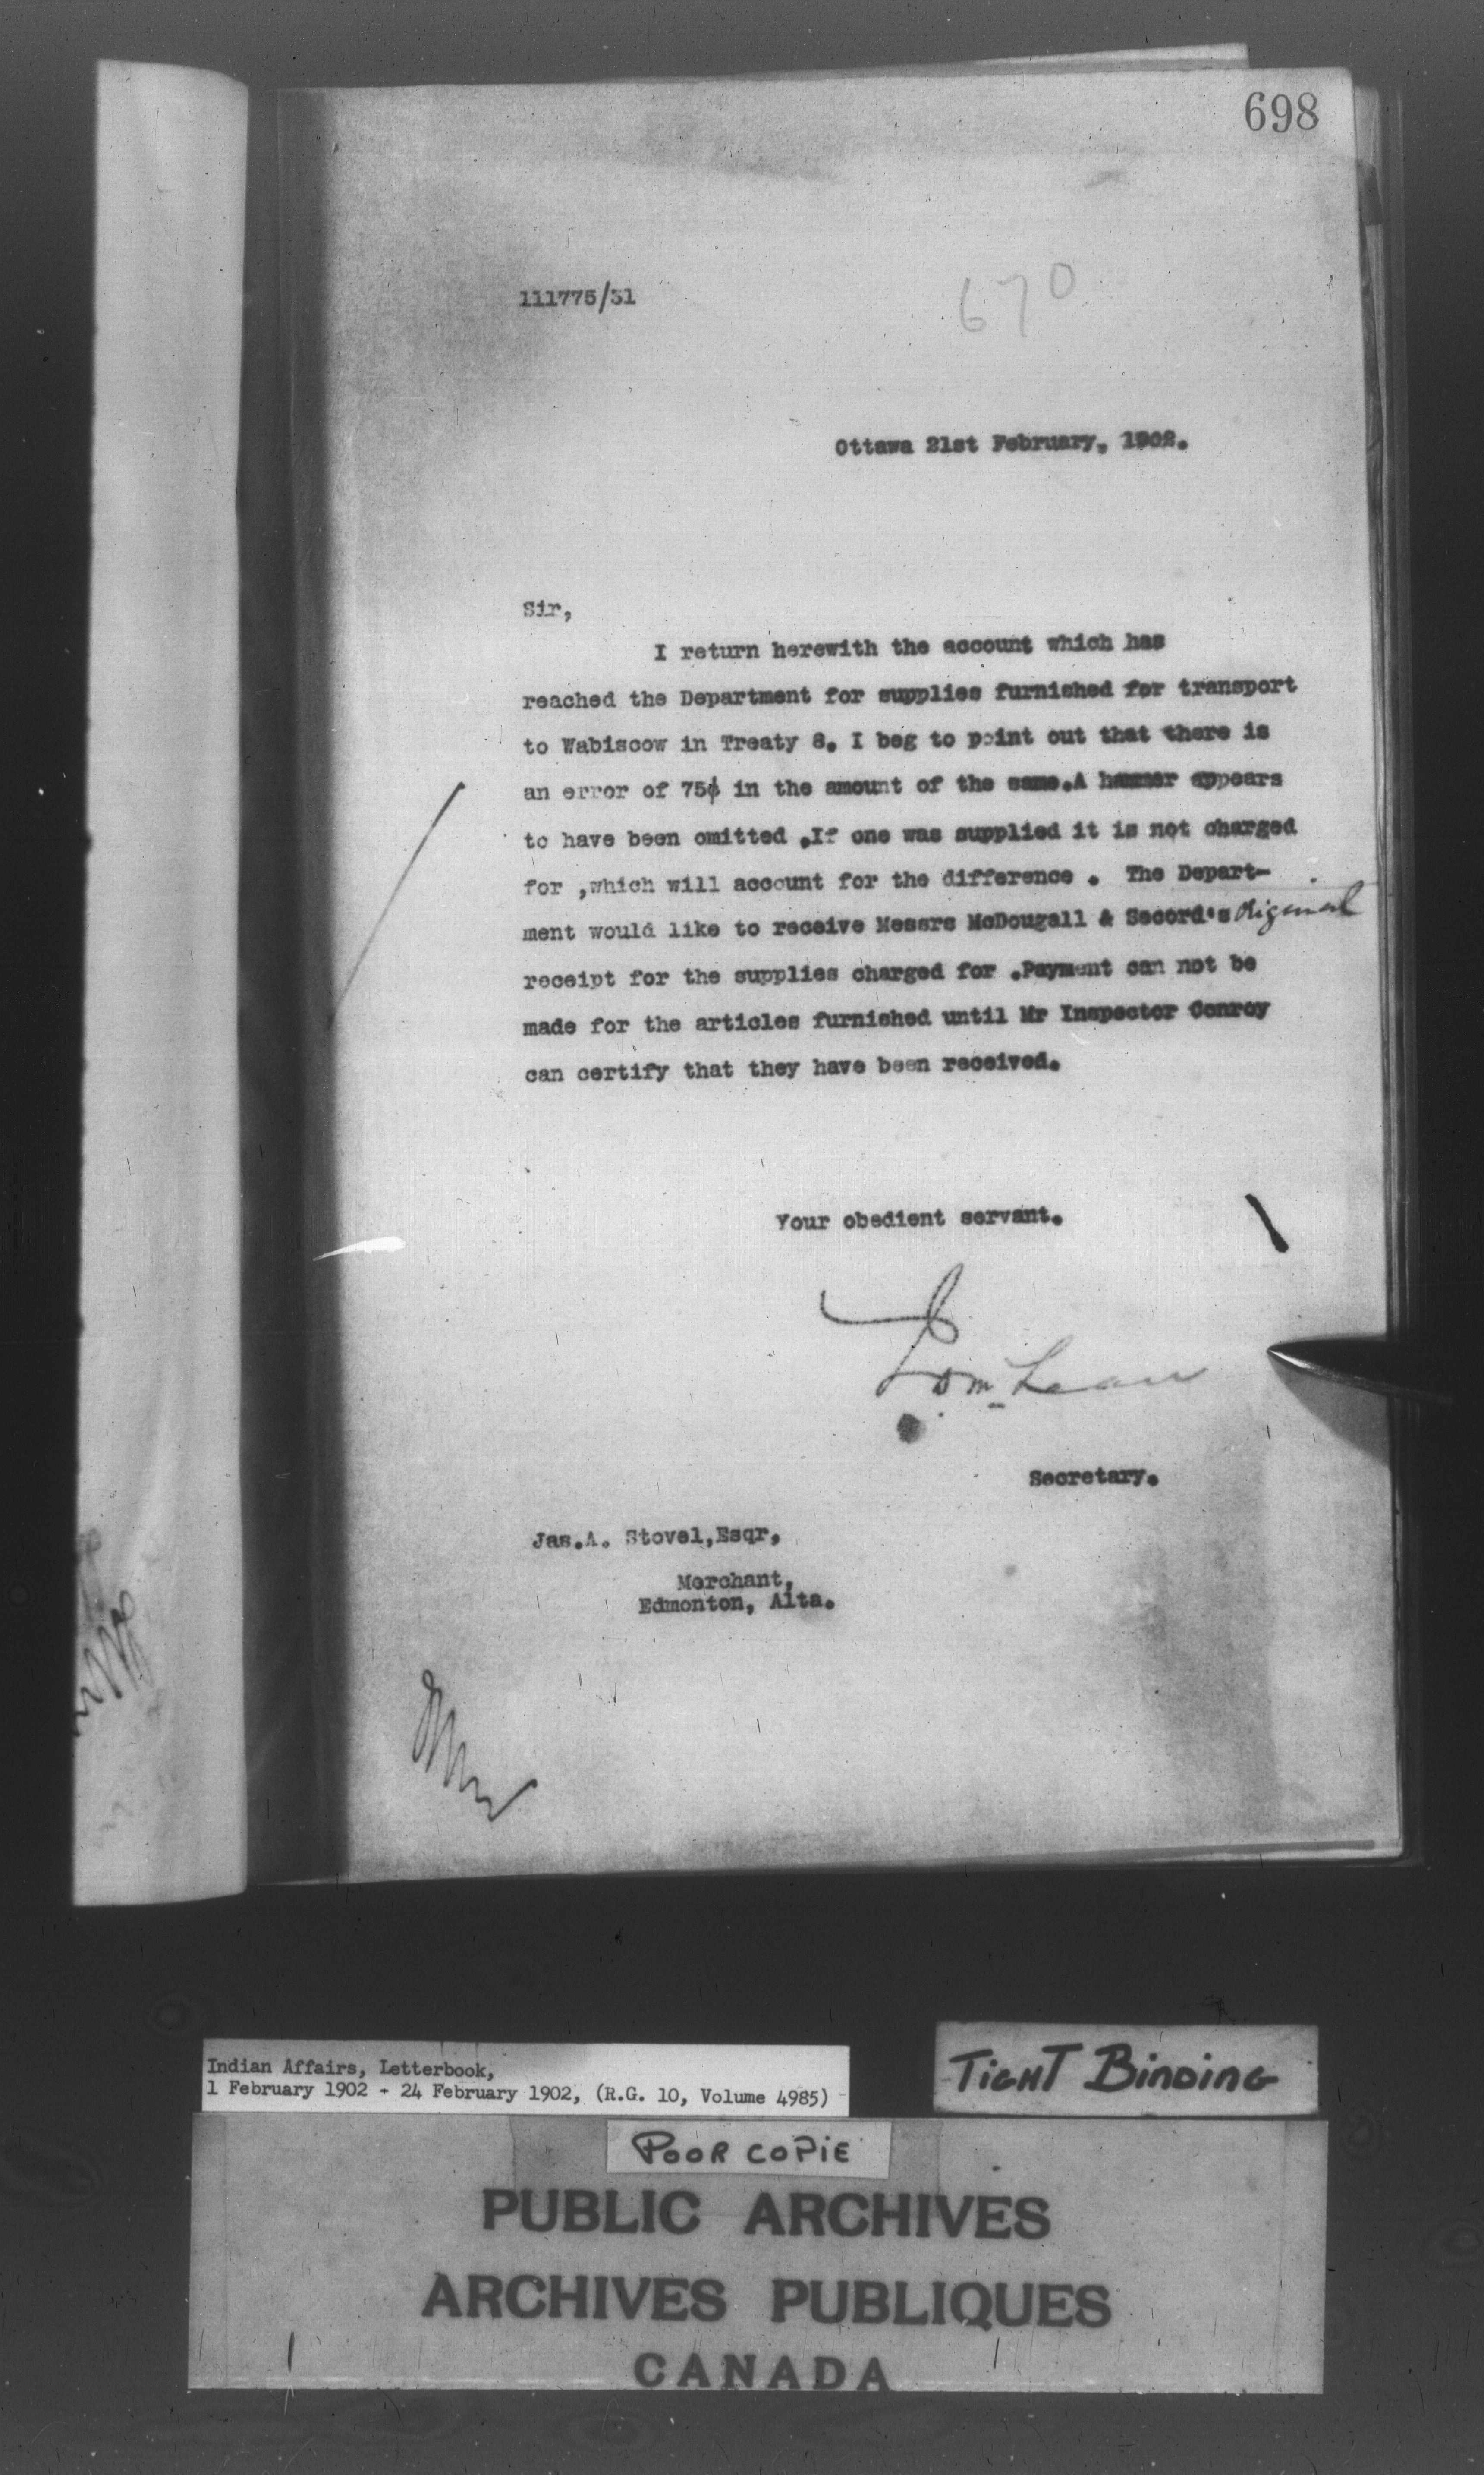 698
111775/31
670
Ottawa 21st February, 1902.
Sir,
I return herewith the account which has
reached the Department for supplies furnished for transport
to Wabiscow in Treaty 8. I beg to point out that there is
an error of 75¢ in the amount of the same.A hammer appears
to have been omitted .If one was supplied it is not charged
for ,which will account for the difference . The Depart-
ment would like to receive Messrs McDougall & Secord's original
receipt for the supplies charged for .Payment can not be
made for the articles furnished until Mr Inspector Conroy
can certify that they have been received.
Your obedient servant.
McLean
Secretary.
Jas.A. Stovel,Esqr,
Merchant,
Edmonton, Alta.
Indian Affairs, Letterbook,
1 February 1902 - 24 February 1902, (R.G. 10, Volume 4985)
TIGHT BINDING
POOR COPIE
PUBLIC ARCHIVES
ARCHIVES PUBLIQUES
CANADA